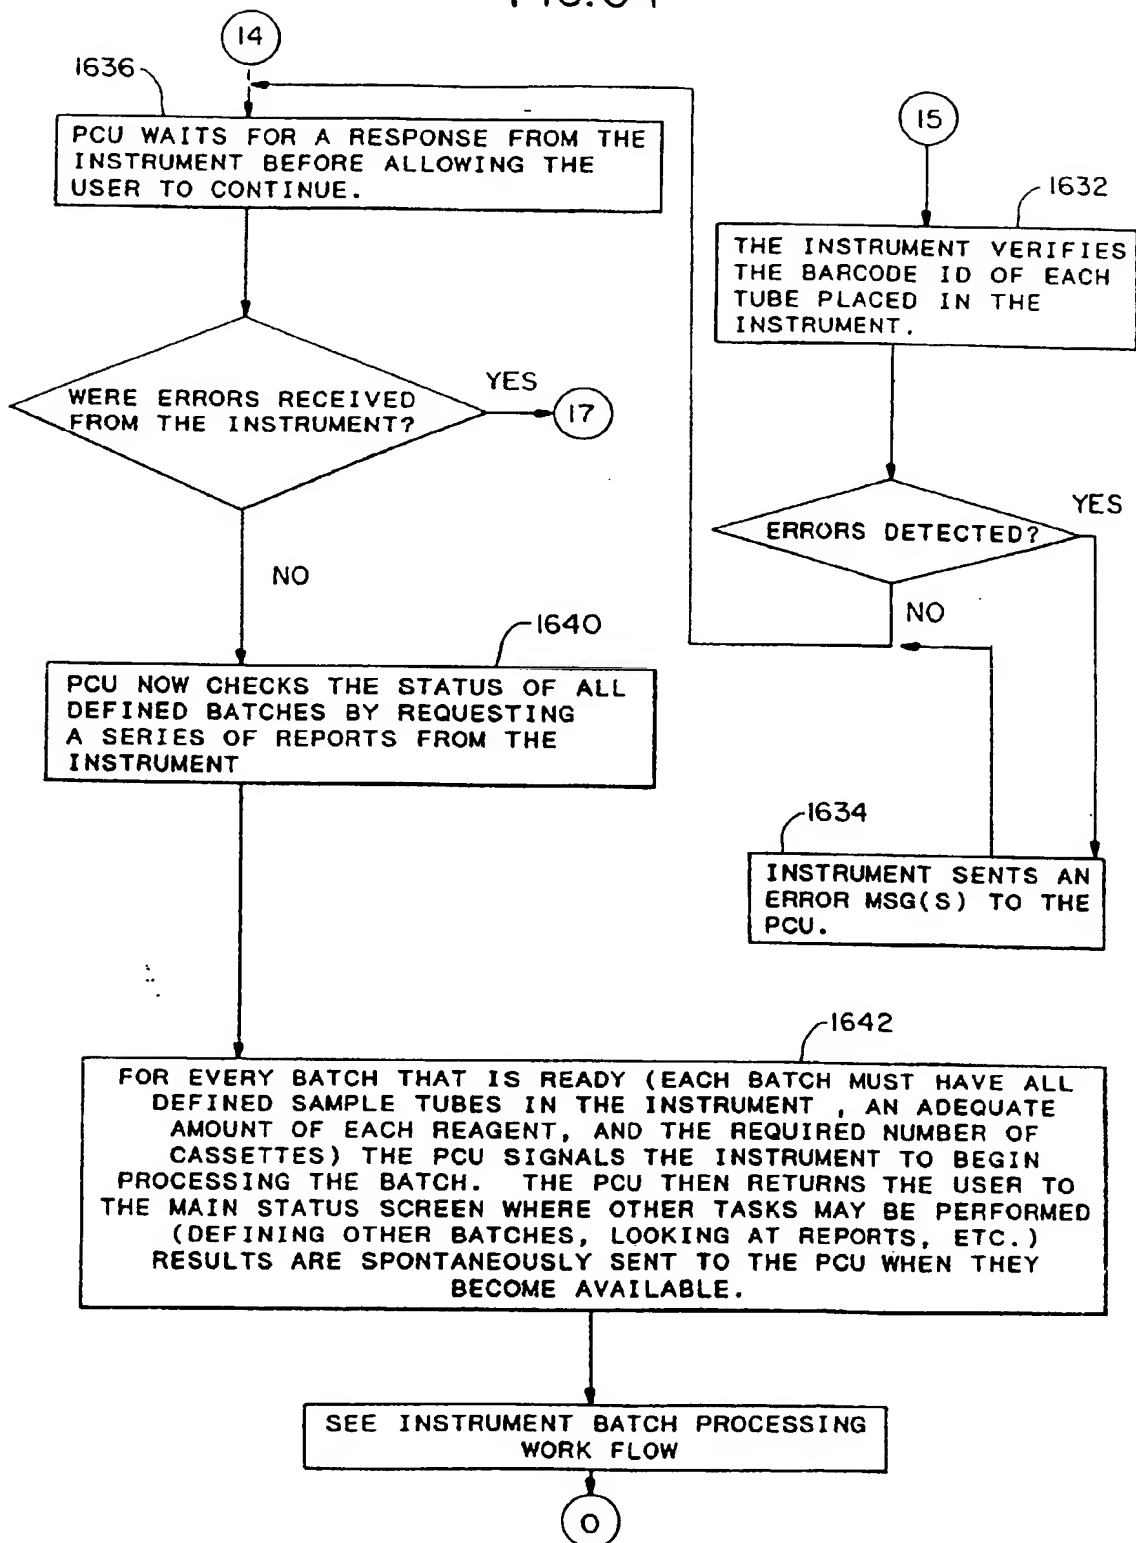 14
1636
PCU WAITS FOR A RESPONSE FROM THE
INSTRUMENT BEFORE ALLOWING THE
USER TO CONTINUE.
WERE ERRORS RECEIVED
FROM THE INSTRUMENT?
YES
17
NO
1640
PCU NOW CHECKS THE STATUS OF ALL
DEFINED BATCHES BY REQUESTING
A SERIES OF REPORTS FROM THE
INSTRUMENT
15
1632
THE INSTRUMENT VERIFIES
THE BARCODE ID OF EACH
TUBE PLACED IN THE
INSTRUMENT.
ERRORS DETECTED?
YES
NO
1634
INSTRUMENT SENTS AN
ERROR MSG(S) TO THE
PCU.
1642
FOR EVERY BATCH THAT IS READY (EACH BATCH MUST HAVE ALL
DEFINED SAMPLE TUBES IN THE INSTRUMENT , AN ADEQUATE
AMOUNT OF EACH REAGENT, AND THE REQUIRED NUMBER OF
CASSETTES) THE PCU SIGNALS THE INSTRUMENT TO BEGIN
PROCESSING THE BATCH. THE PCU THEN RETURNS THE USER TO
THE MAIN STATUS SCREEN WHERE OTHER TASKS MAY BE PERFORMED
(DEFINING OTHER BATCHES, LOOKING AT REPORTS, ETC.)
RESULTS ARE SPONTANEOUSLY SENT TO THE PCU WHEN THEY
BECOME AVAILABLE.
SEE INSTRUMENT BATCH PROCESSING
WORK FLOW
O